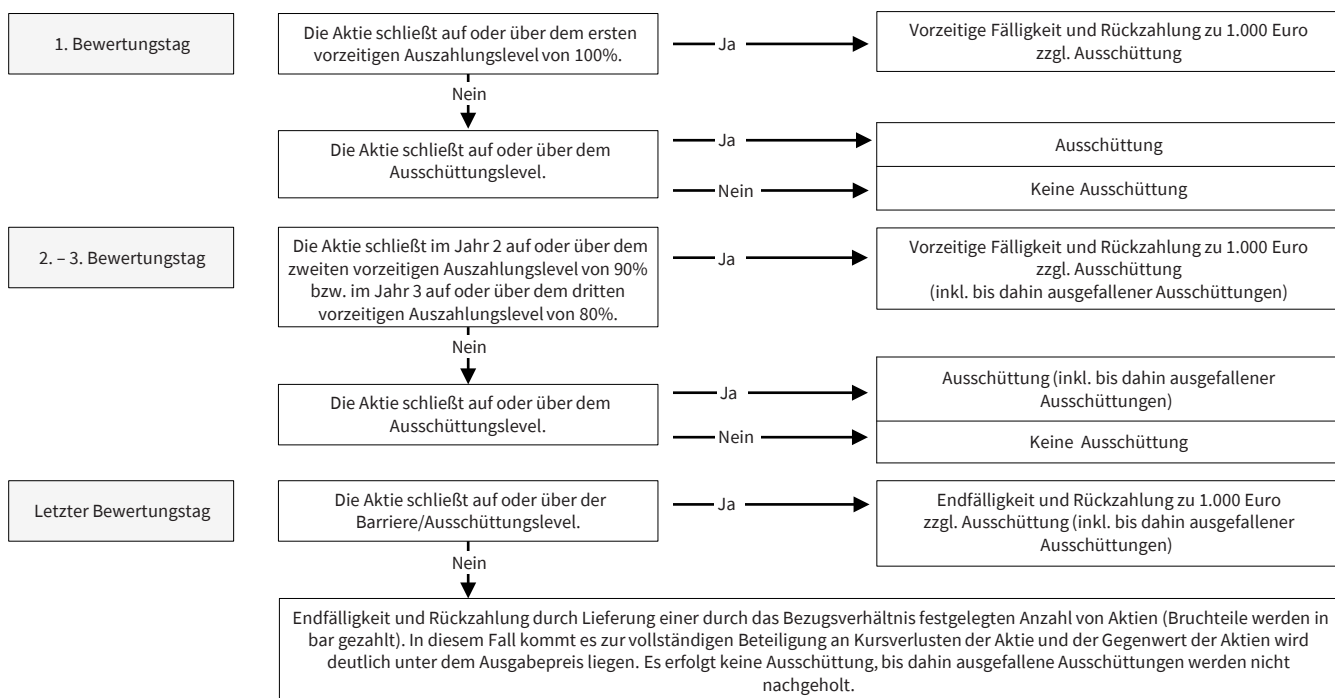 1. Bewertungstag
Die Aktie schließt auf oder über dem ersten
vorzeitigen Auszahlungslevel von 100%.
Ja
Vorzeitige Fälligkeit und Rückzahlung zu 1.000 Euro
zzgl. Ausschüttung
Nein
Die Aktie schließt auf oder über dem
Ausschüttungslevel.
Ja
Ausschüttung
Nein
Keine Ausschüttung
2. – 3. Bewertungstag
Die Aktie schließt im Jahr 2 auf oder über dem
zweiten vorzeitigen Auszahlungslevel von 90%
bzw. im Jahr 3 auf oder über dem dritten
vorzeitigen Auszahlungslevel von 80%.
Ja
Vorzeitige Fälligkeit und Rückzahlung zu 1.000 Euro
zzgl. Ausschüttung
(inkl. bis dahin ausgefallener Ausschüttungen)
Nein
Die Aktie schließt auf oder über dem
Ausschüttungslevel.
Ja
Ausschüttung (inkl. bis dahin ausgefallener
Ausschüttungen)
Nein
Keine Ausschüttung
Letzter Bewertungstag
Die Aktie schließt auf oder über der
Barriere/Ausschüttungslevel.
Ja
Endfälligkeit und Rückzahlung zu 1.000 Euro
zzgl. Ausschüttung (inkl. bis dahin ausgefallener
Ausschüttungen)
Nein
Endfälligkeit und Rückzahlung durch Lieferung einer durch das Bezugsverhältnis festgelegten Anzahl von Aktien (Bruchteile werden in
bar gezahlt). In diesem Fall kommt es zur vollständigen Beteiligung an Kursverlusten der Aktie und der Gegenwert der Aktien wird
deutlich unter dem Ausgabepreis liegen. Es erfolgt keine Ausschüttung, bis dahin ausgefallene Ausschüttungen werden nicht
nachgeholt.